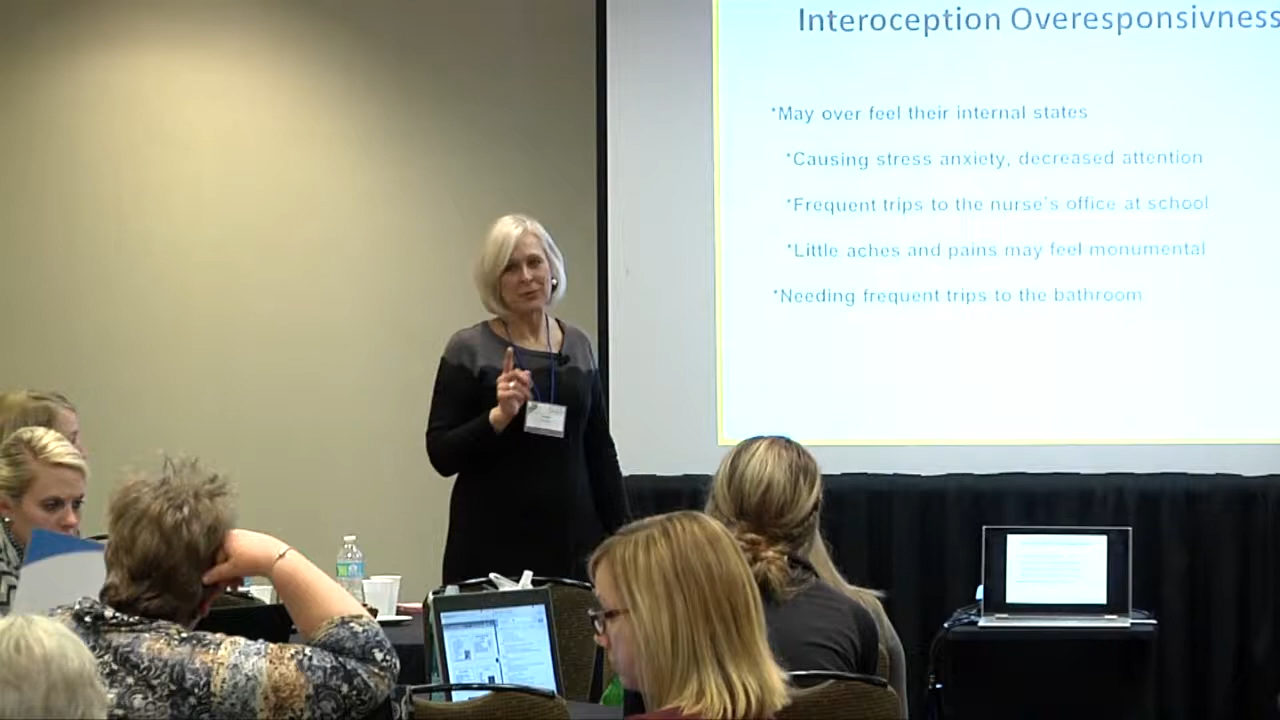 Interoception Overesponsivness
*May over feel their internal states
*Causing stress anxiety, decreased attention
*Frequent trips to the nurse's office at school
*Little aches and pains may feel monumental
*Needing frequent trips to the bathroom